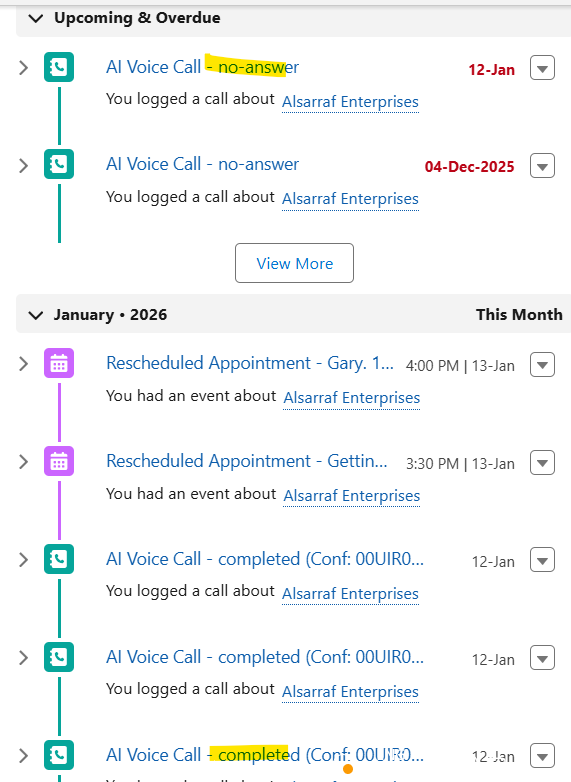 Upcoming & Overdue
AI Voice Call - no-answer
12-Jan
You logged a call about Alsarraf Enterprises
AI Voice Call - no-answer
04-Dec-2025
You logged a call about Alsarraf Enterprises
View More
January • 2026
This Month
Rescheduled Appointment - Gary. 1...
4:00 PM | 13-Jan
You had an event about Alsarraf Enterprises
Rescheduled Appointment - Gettin...
3:30 PM | 13-Jan
You had an event about Alsarraf Enterprises
AI Voice Call - completed (Conf: 00UIR0...
12-Jan
You logged a call about Alsarraf Enterprises
AI Voice Call - completed (Conf: 00UIR0...
12-Jan
You logged a call about Alsarraf Enterprises
AI Voice Call - completed (Conf: 00UIR0...
12-Jan